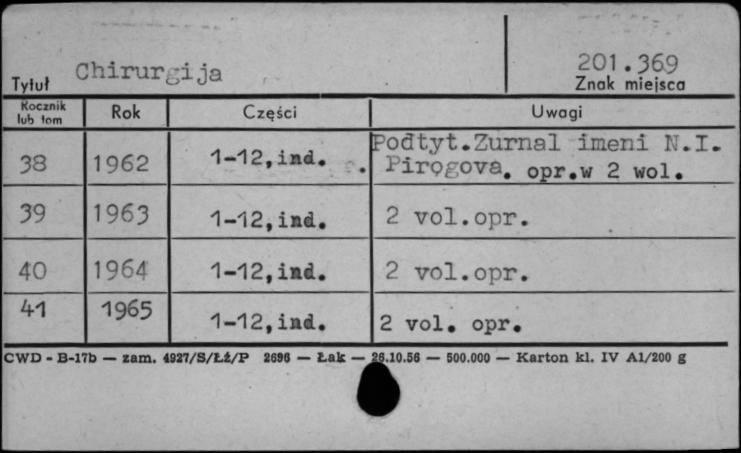 Tytuł Chirurgija 201.369
Znak miejsca
Rocznik lub tom Rok Części Uwagi
38 1962 1-12,ind. Podtyt.Zurnal imeni N.I.
Pirogova. opr.w 2 wol.
39 1963 1-12,ind. 2 vol.opr.
40 1964 1-12,ind. 2 vol.opr.
41 1965 1-12,ind. 2 vol. opr.
CWD - B-17b — zam. 4927/S/ŁŹ/P 2696 — Łak — 26.10.56 — 500.000 — Karton kl. IV A1/200 g